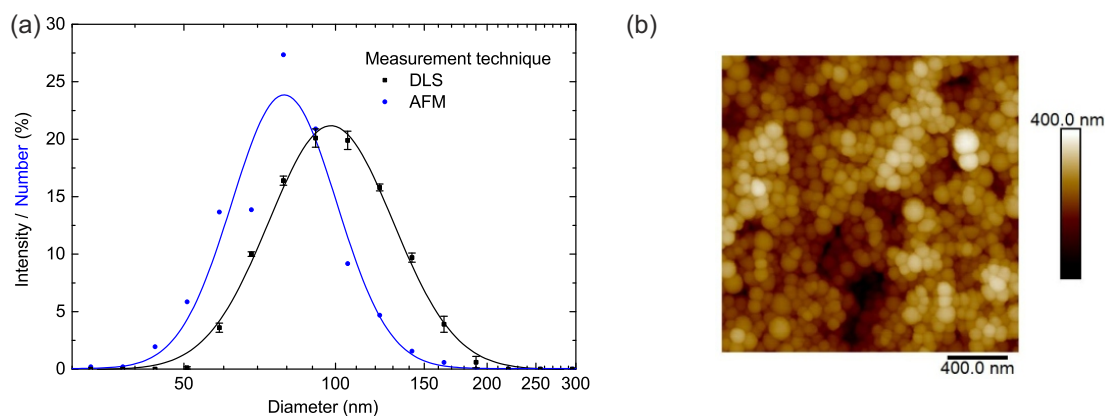 (a)
30
25
20
15
10
5
0
Intensity / Number (%)
Measurement technique
DLS
AFM
50 100 150 200 250 300
Diameter (nm)
(b)
400.0 nm
400.0 nm